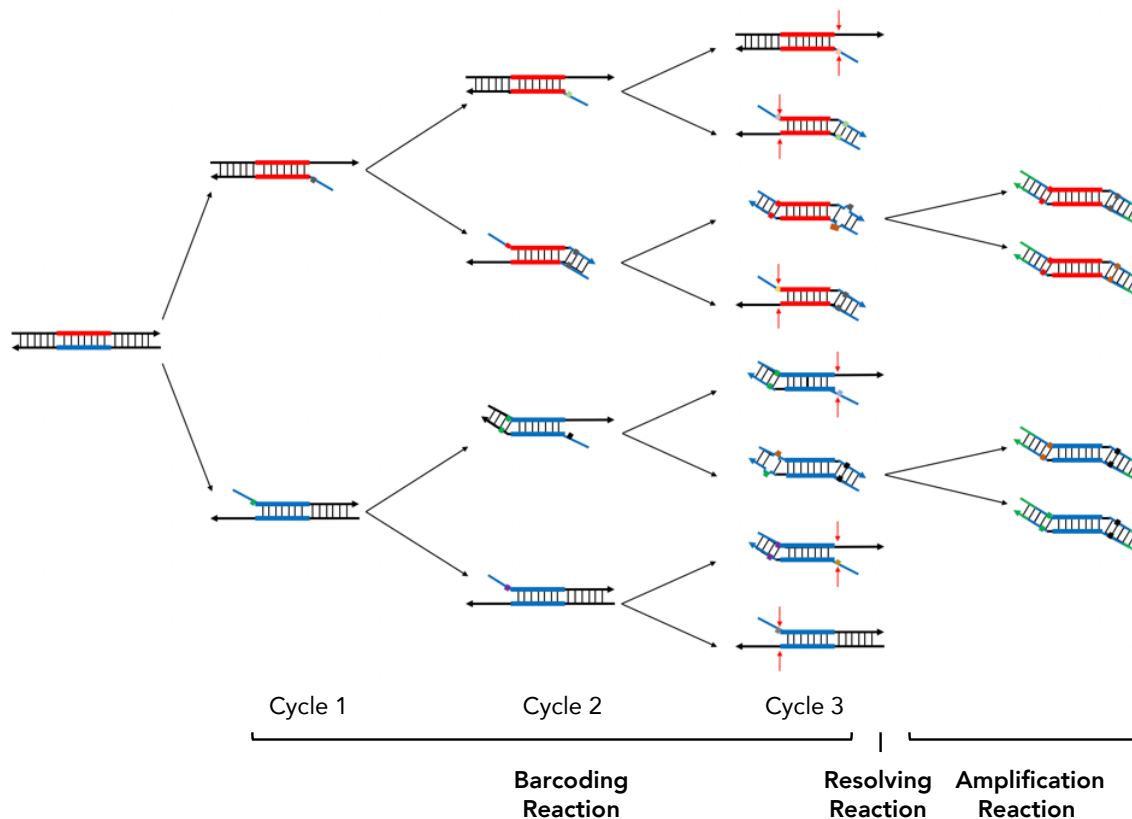 Cycle 1
Cycle 2
Cycle 3
Barcoding
Reaction
Resolving
Reaction
Amplification
Reaction